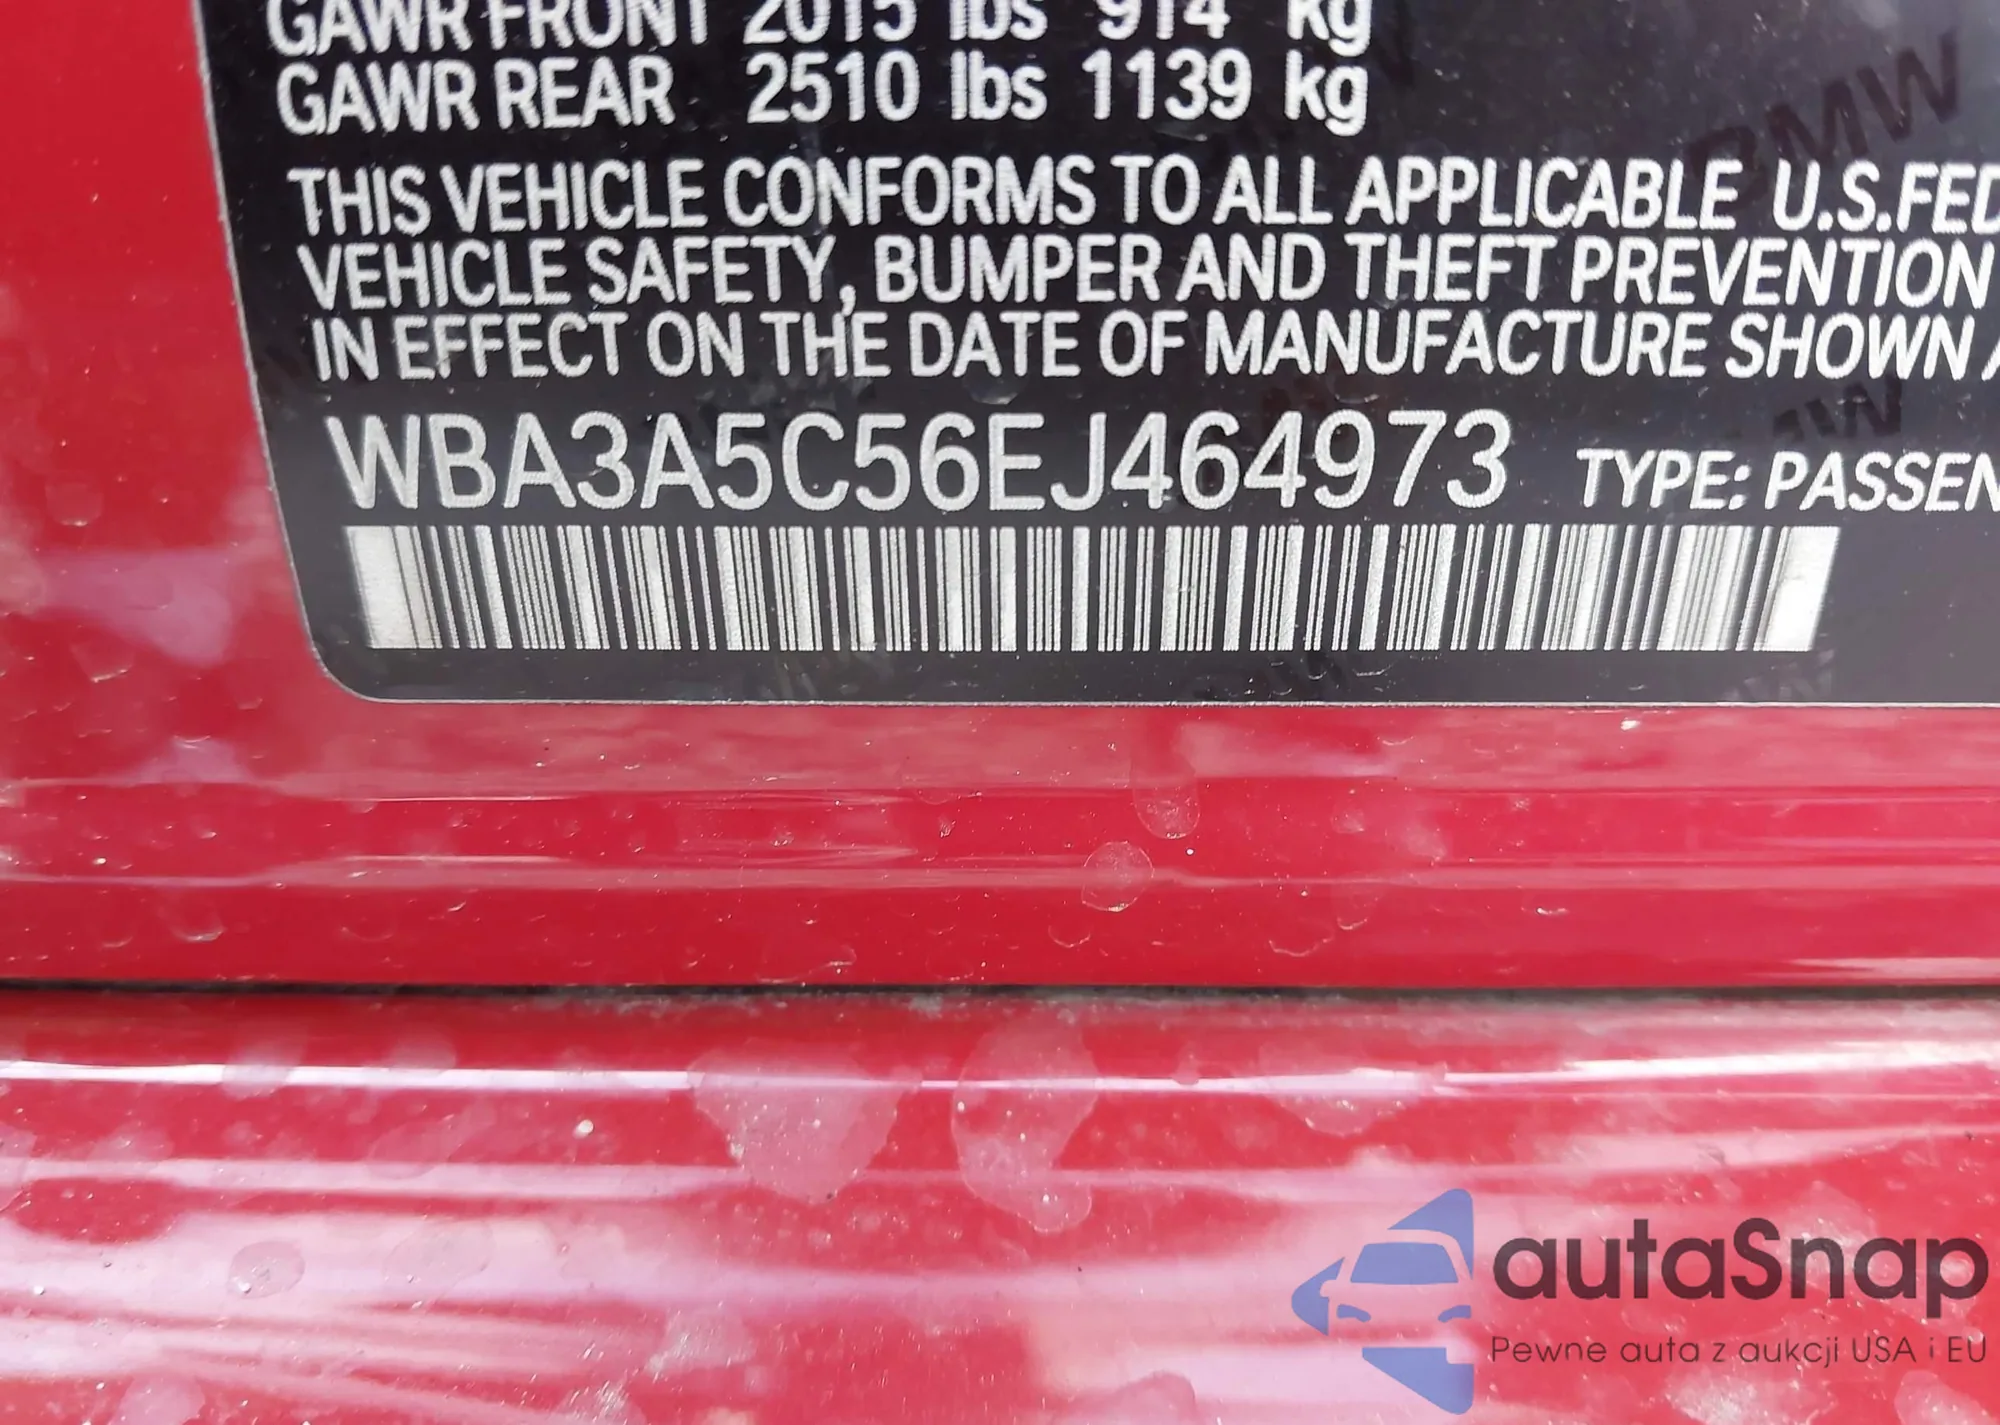 GAWR FRONT 2015 lbs 914 kg
GAWR REAR 2510 lbs 1139 kg
THIS VEHICLE CONFORMS TO ALL APPLICABLE U.S.FED
VEHICLE SAFETY, BUMPER AND THEFT PREVENTION
IN EFFECT ON THE DATE OF MANUFACTURE SHOWN A
WBA3A5C56EJ464973 TYPE: PASSEN
autaSnap
Pewne auta z aukcji USA i EU